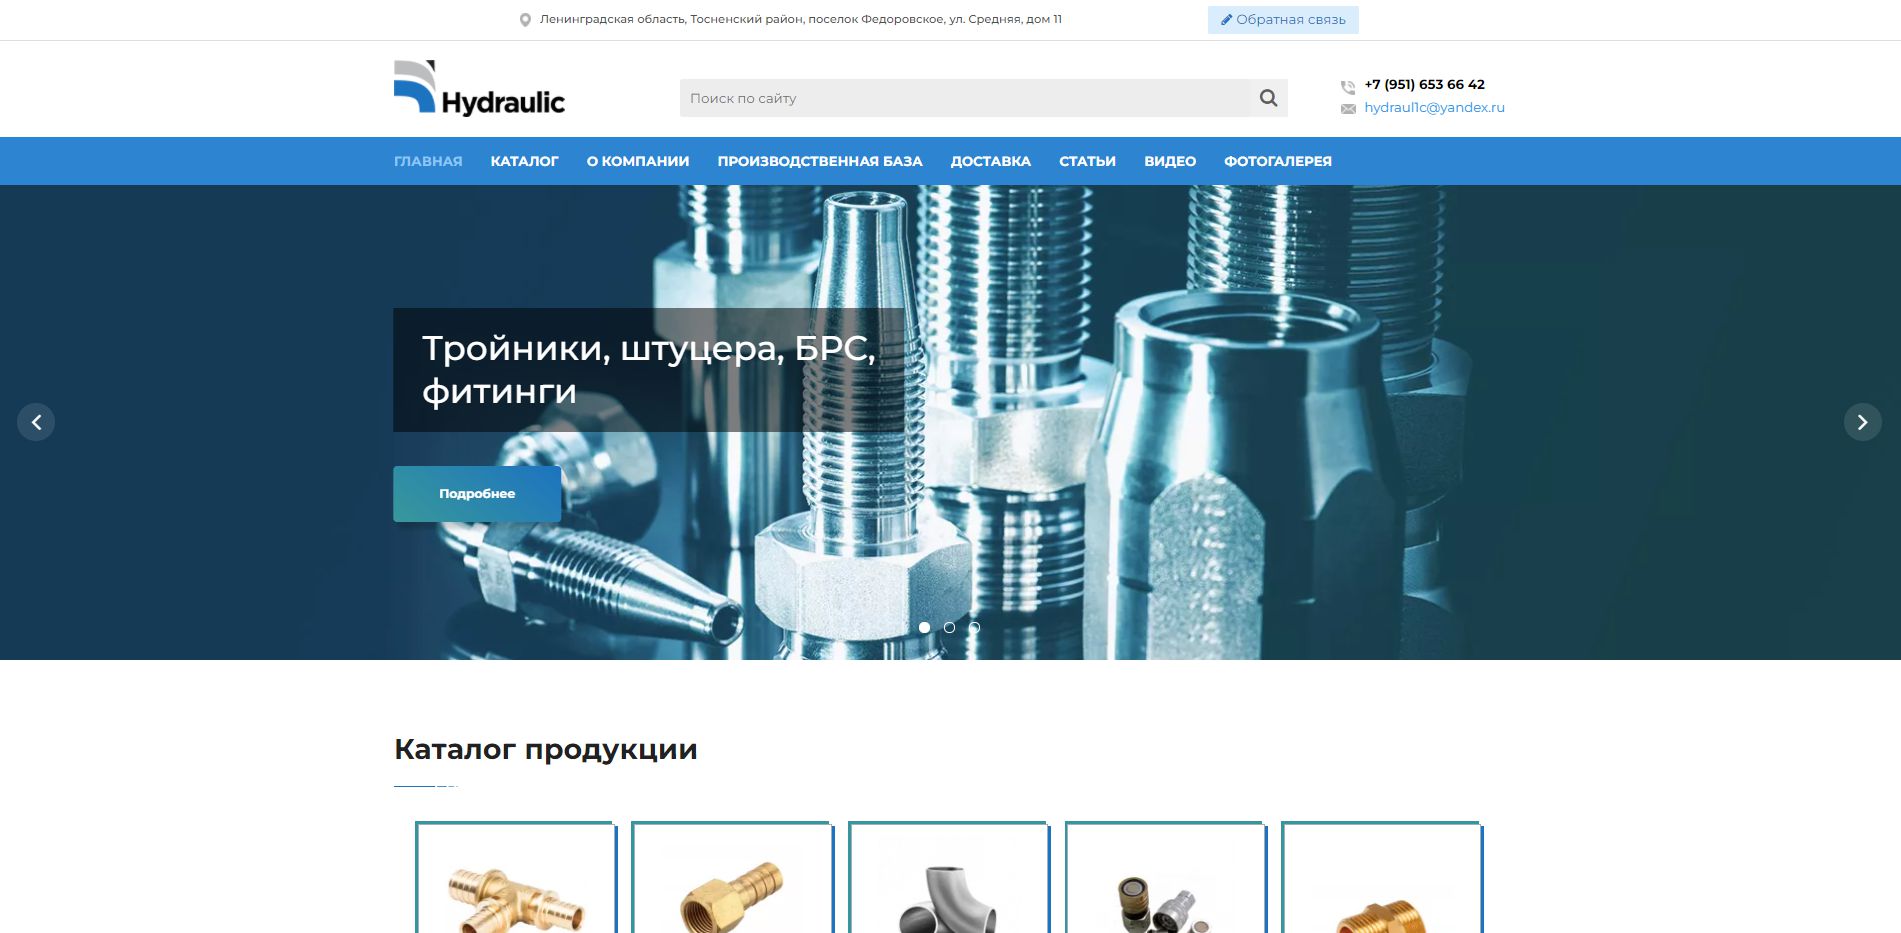 Ленинградская область, Тосненский район, поселок Федоровское, ул. Средняя, дом 11
Обратная связь
Hydraulic
Поиск по сайту
+7 (951) 653 66 42
hydraul1c@yandex.ru
ГЛАВНАЯ КАТАЛОГ О КОМПАНИИ ПРОИЗВОДСТВЕННАЯ БАЗА ДОСТАВКА СТАТЬИ ВИДЕО ФОТОГАЛЕРЕЯ
Тройники, штуцера, БРС,
фитинги
Подробнее
Каталог продукции